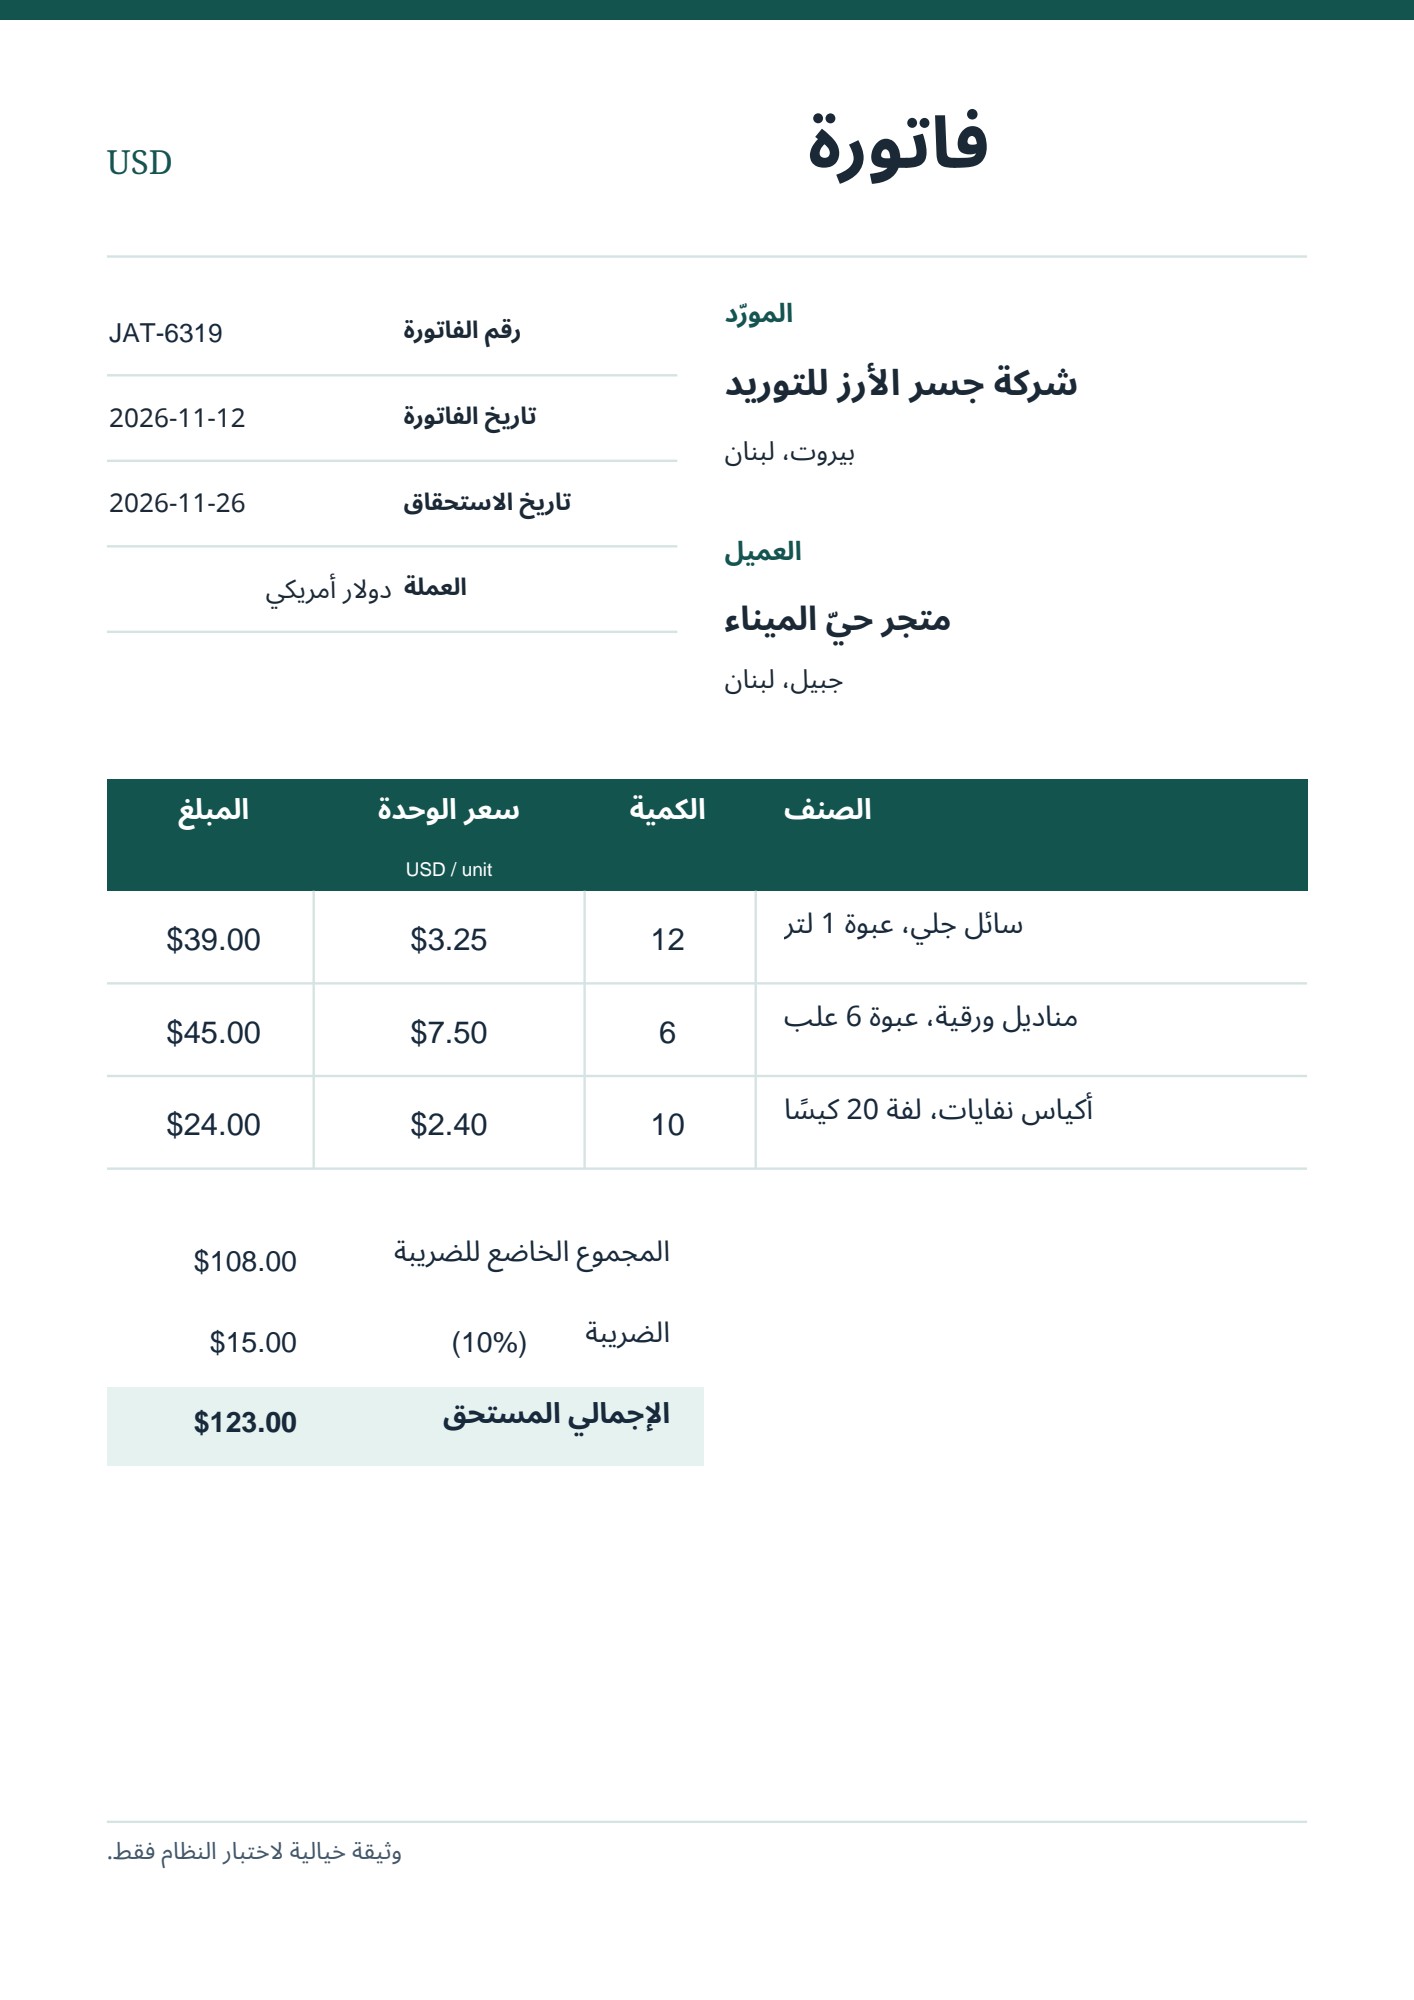 فاتورة
USD
المورّد
شركة جسر الأرز للتوريد
بيروت، لبنان
العميل
متجر حيّ الميناء
جبيل، لبنان
رقم الفاتورة JAT-6319
تاريخ الفاتورة 2026-11-12
تاريخ الاستحقاق 2026-11-26
العملة دولار أمريكي
الصنف الكمية سعر الوحدة المبلغ
USD / unit
سائل جلي، عبوة 1 لتر 12 $3.25 $39.00
مناديل ورقية، عبوة 6 علب 6 $7.50 $45.00
أكياس نفايات، لفة 20 كيسًا 10 $2.40 $24.00
المجموع الخاضع للضريبة $108.00
الضريبة (10%) $15.00
الإجمالي المستحق $123.00
وثيقة خيالية لاختبار النظام فقط.